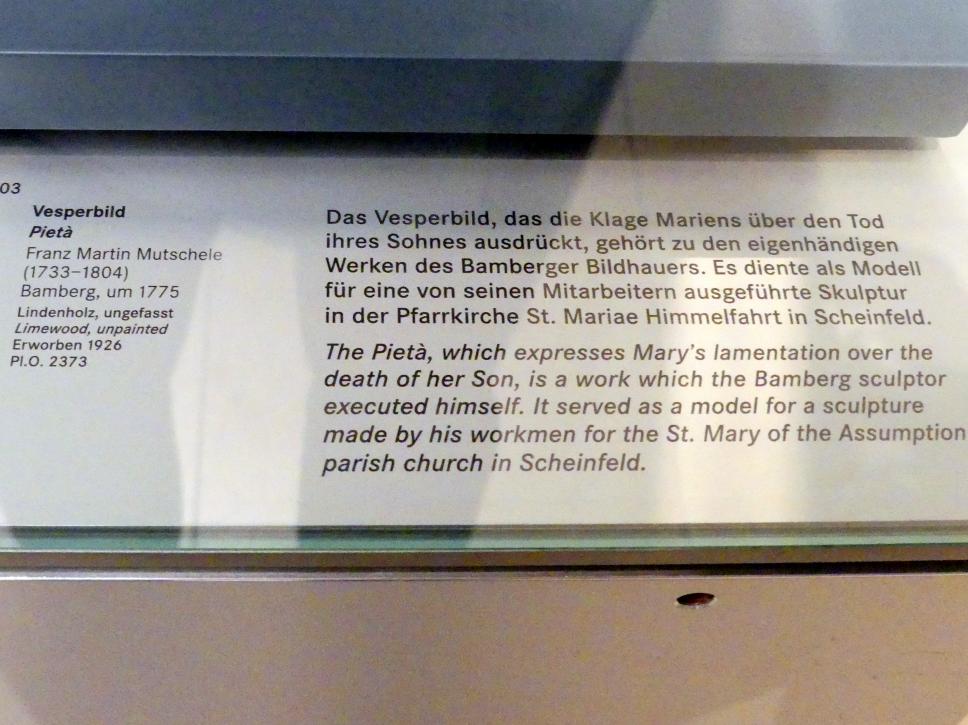 03
Vesperbild
Pietà
Franz Martin Mutschele
(1733–1804)
Bamberg, um 1775
Lindenholz, ungefasst
Limewood, unpainted
Erworben 1926
Pl.O. 2373
Das Vesperbild, das die Klage Mariens über den Tod
ihres Sohnes ausdrückt, gehört zu den eigenhändigen
Werken des Bamberger Bildhauers. Es diente als Modell
für eine von seinen Mitarbeitern ausgeführte Skulptur
in der Pfarrkirche St. Mariae Himmelfahrt in Scheinfeld.
The Pietà, which expresses Mary's lamentation over the
death of her Son, is a work which the Bamberg sculptor
executed himself. It served as a model for a sculpture
made by his workmen for the St. Mary of the Assumption
parish church in Scheinfeld.